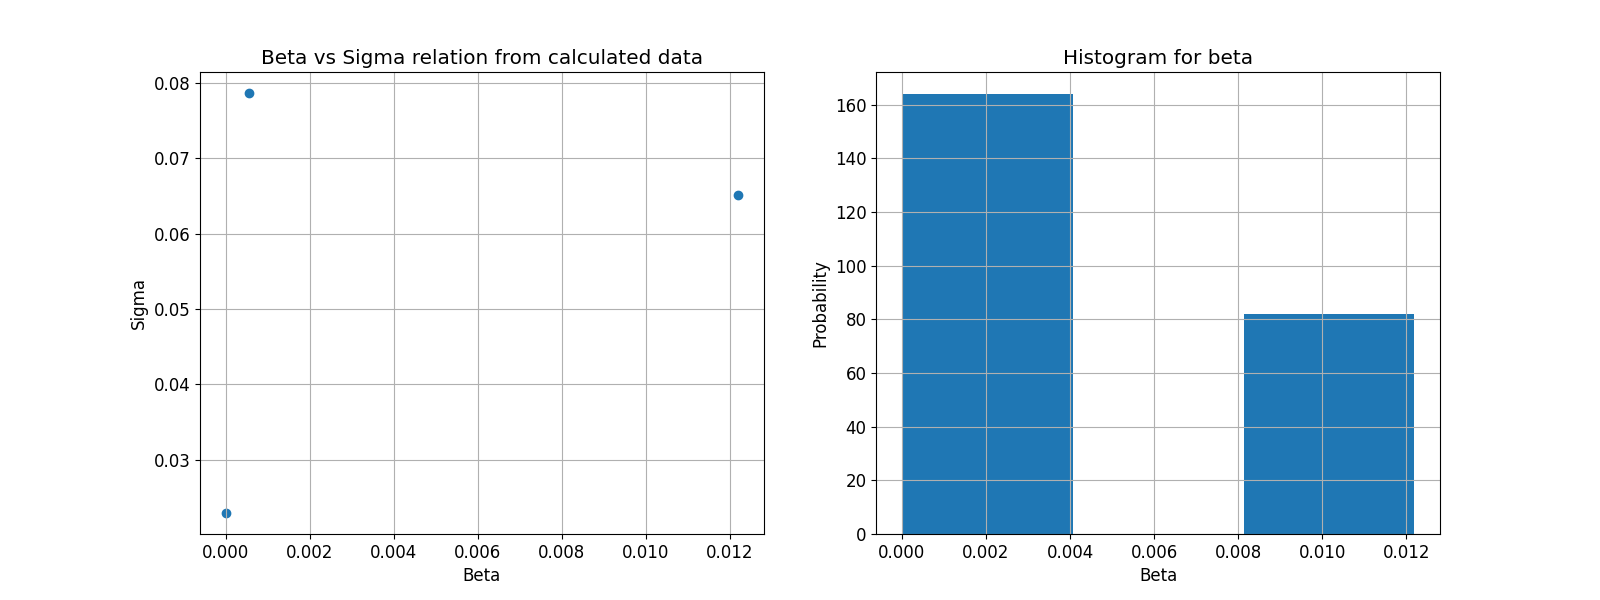 Beta vs Sigma relation from calculated data
0.08
0.07
0.06
0.05
0.04
0.03
Sigma
0.000 0.002 0.004 0.006 0.008 0.010 0.012
Beta
Histogram for beta
160
140
120
100
80
60
40
20
0
Probability
0.000 0.002 0.004 0.006 0.008 0.010 0.012
Beta